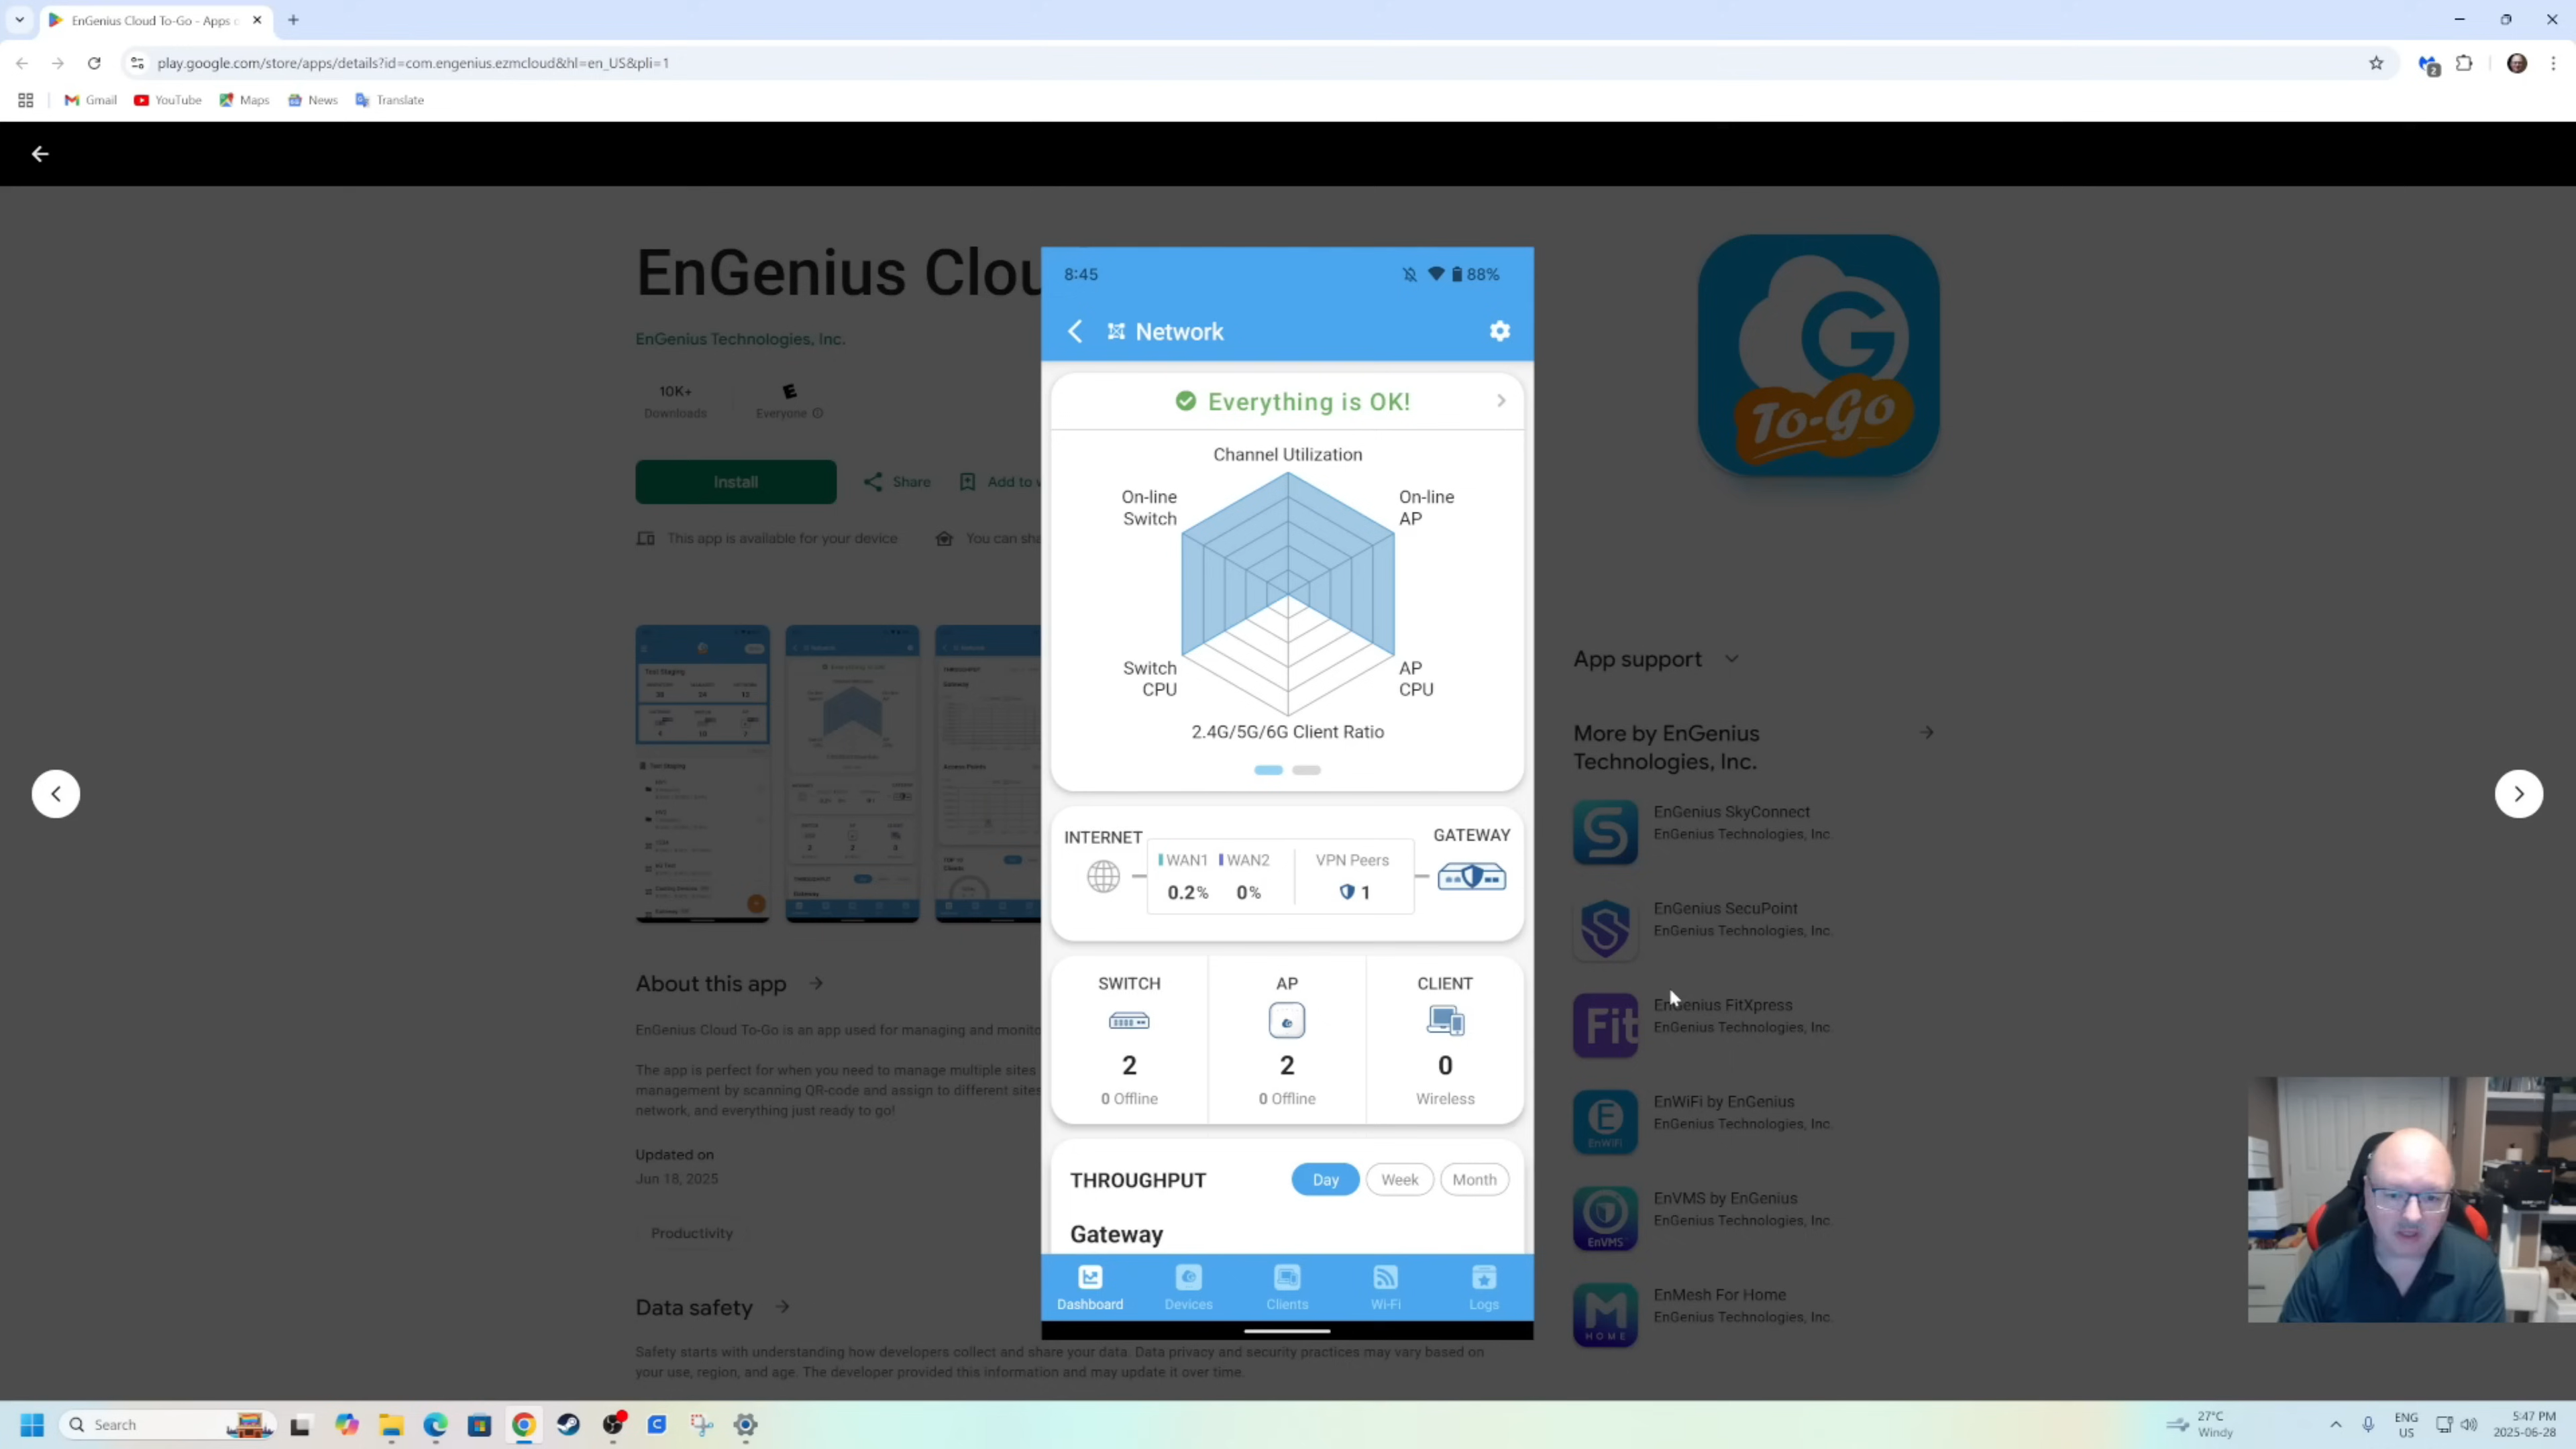 EnGenius Cloud To-Go - Apps o
play.google.com/store/apps/details?id=com.engenius.ezmcloud&hl=en_US&pli=1
2
Gmail
YouTube
Maps
News
Translate
EnGenius Clou
EnGenius Technologies, Inc.
10K+
Downloads
E
Everyone
Install
Share
Add to w
This app is available for your device
You can sha
Test Staging
Test Staging
About this app
EnGenius Cloud To-Go is an app used for managing and monito
The app is perfect for when you need to manage multiple sites
management by scanning QR-code and assign to different sites
network, and everything just ready to go!
Updated on
Jun 18, 2025
Productivity
Data safety
Safety starts with understanding how developers collect and share your data. Data privacy and security practices may vary based on
your use, region, and age. The developer provided this information and may update it over time.
8:45
88%
Network
Everything is OK!
Channel Utilization
On-line
Switch
On-line
AP
Switch
CPU
AP
CPU
2.4G/5G/6G Client Ratio
INTERNET
WAN1
WAN2
VPN Peers
GATEWAY
0.2%
0%
1
SWITCH
AP
CLIENT
2
2
0
0 Offline
0 Offline
Wireless
THROUGHPUT
Day
Week
Month
Gateway
Dashboard
Devices
Clients
Wi-Fi
Logs
G
To-Go
App support
More by EnGenius
Technologies, Inc.
EnGenius SkyConnect
EnGenius Technologies, Inc.
EnGenius SecuPoint
EnGenius Technologies, Inc.
Fit
EnGenius FitXpress
EnGenius Technologies, Inc.
EnWiFi
EnWiFi by EnGenius
EnGenius Technologies, Inc.
EnVMS
EnVMS by EnGenius
EnGenius Technologies, Inc.
HOME
EnMesh For Home
EnGenius Technologies, Inc.
Search
27°C
Windy
ENG
US
5:47 PM
2025-06-28